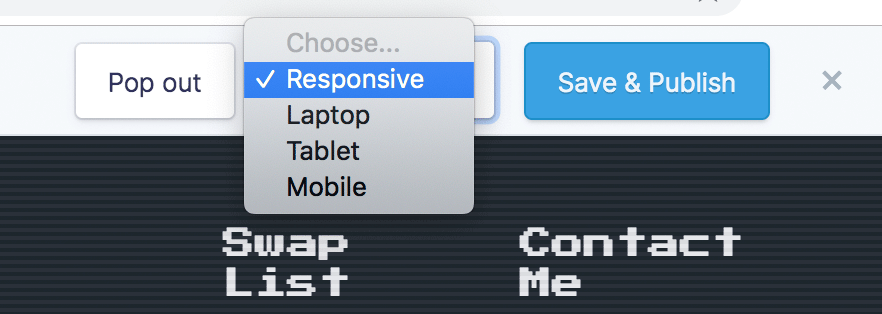 Choose...
Pop out
✓ Responsive
Save & Publish
×
Laptop
Tablet
Mobile
Swap
List
Contact
Me